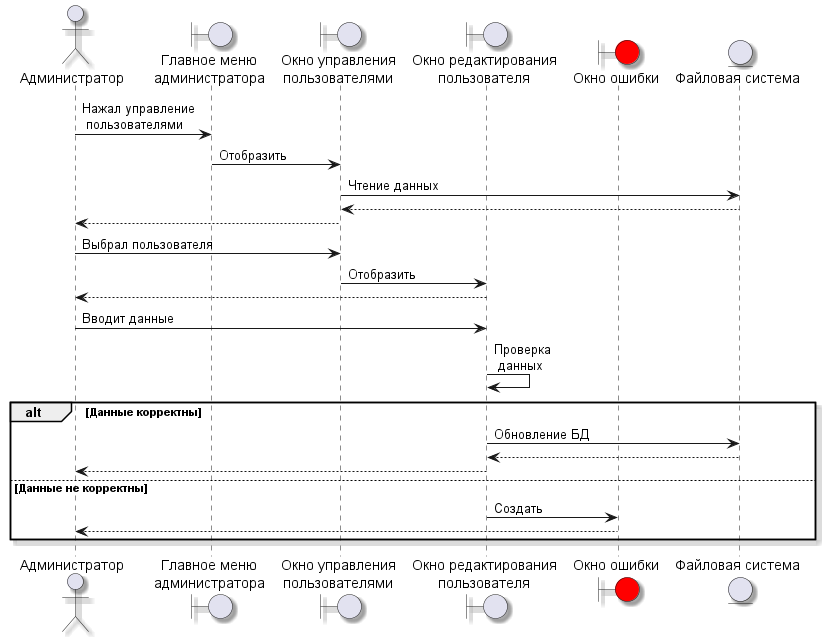 Администратор
Главное меню
администратора
Окно управления
пользователями
Окно редактирования
пользователя
Окно ошибки
Файловая система
Нажал управление
пользователями
Отобразить
Чтение данных
Выбрал пользователя
Отобразить
Вводит данные
Проверка
данных
alt [Данные корректны]
Обновление БД
[Данные не корректны]
Создать
Администратор
Главное меню
администратора
Окно управления
пользователями
Окно редактирования
пользователя
Окно ошибки
Файловая система